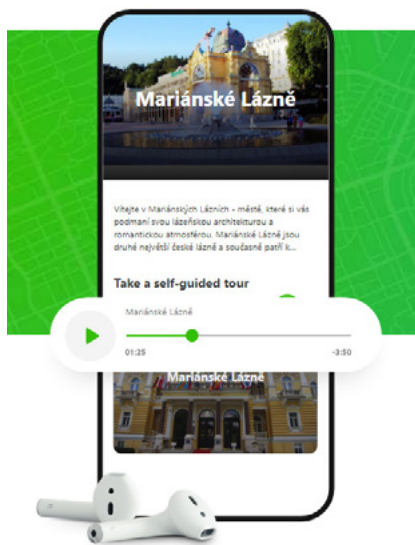 Mariánské Lázně
Vítejte v Mariánských Lázních - městě, které si vás
podmaní svou lázeňskou architekturou a
romantickou atmosférou. Mariánské Lázně jsou
druhé největší české lázně a současně patří k...
Take a self-guided tour
Mariánské Lázně
01:25
-3:50
Mariánské Lázně